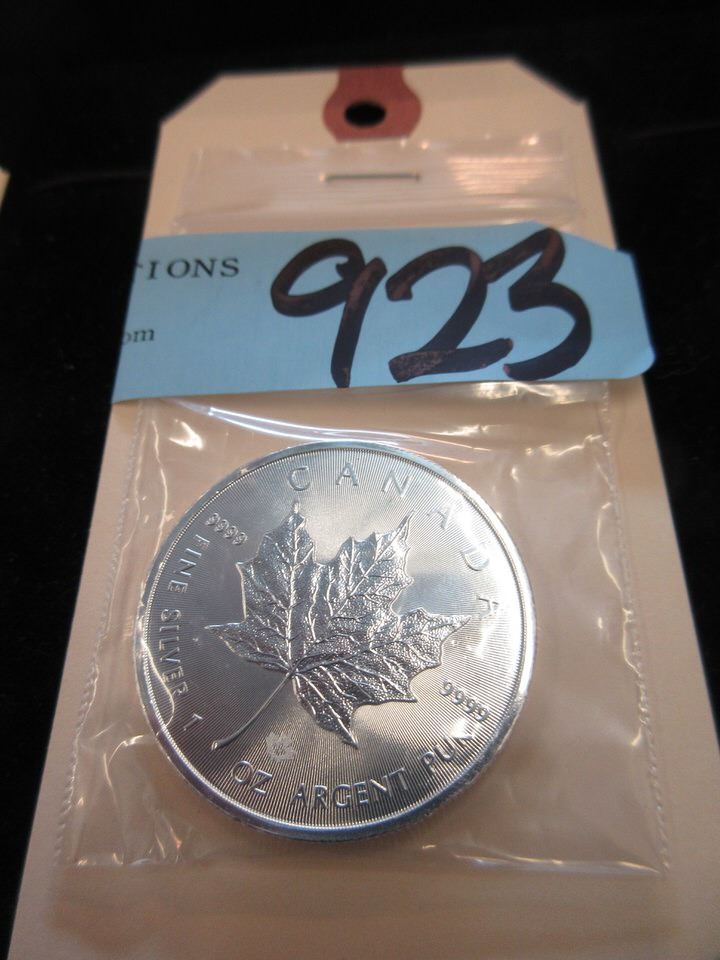 TIONS
om
923
CANADA
9999
9999
FINE SILVER 1 OZ ARGENT PUR